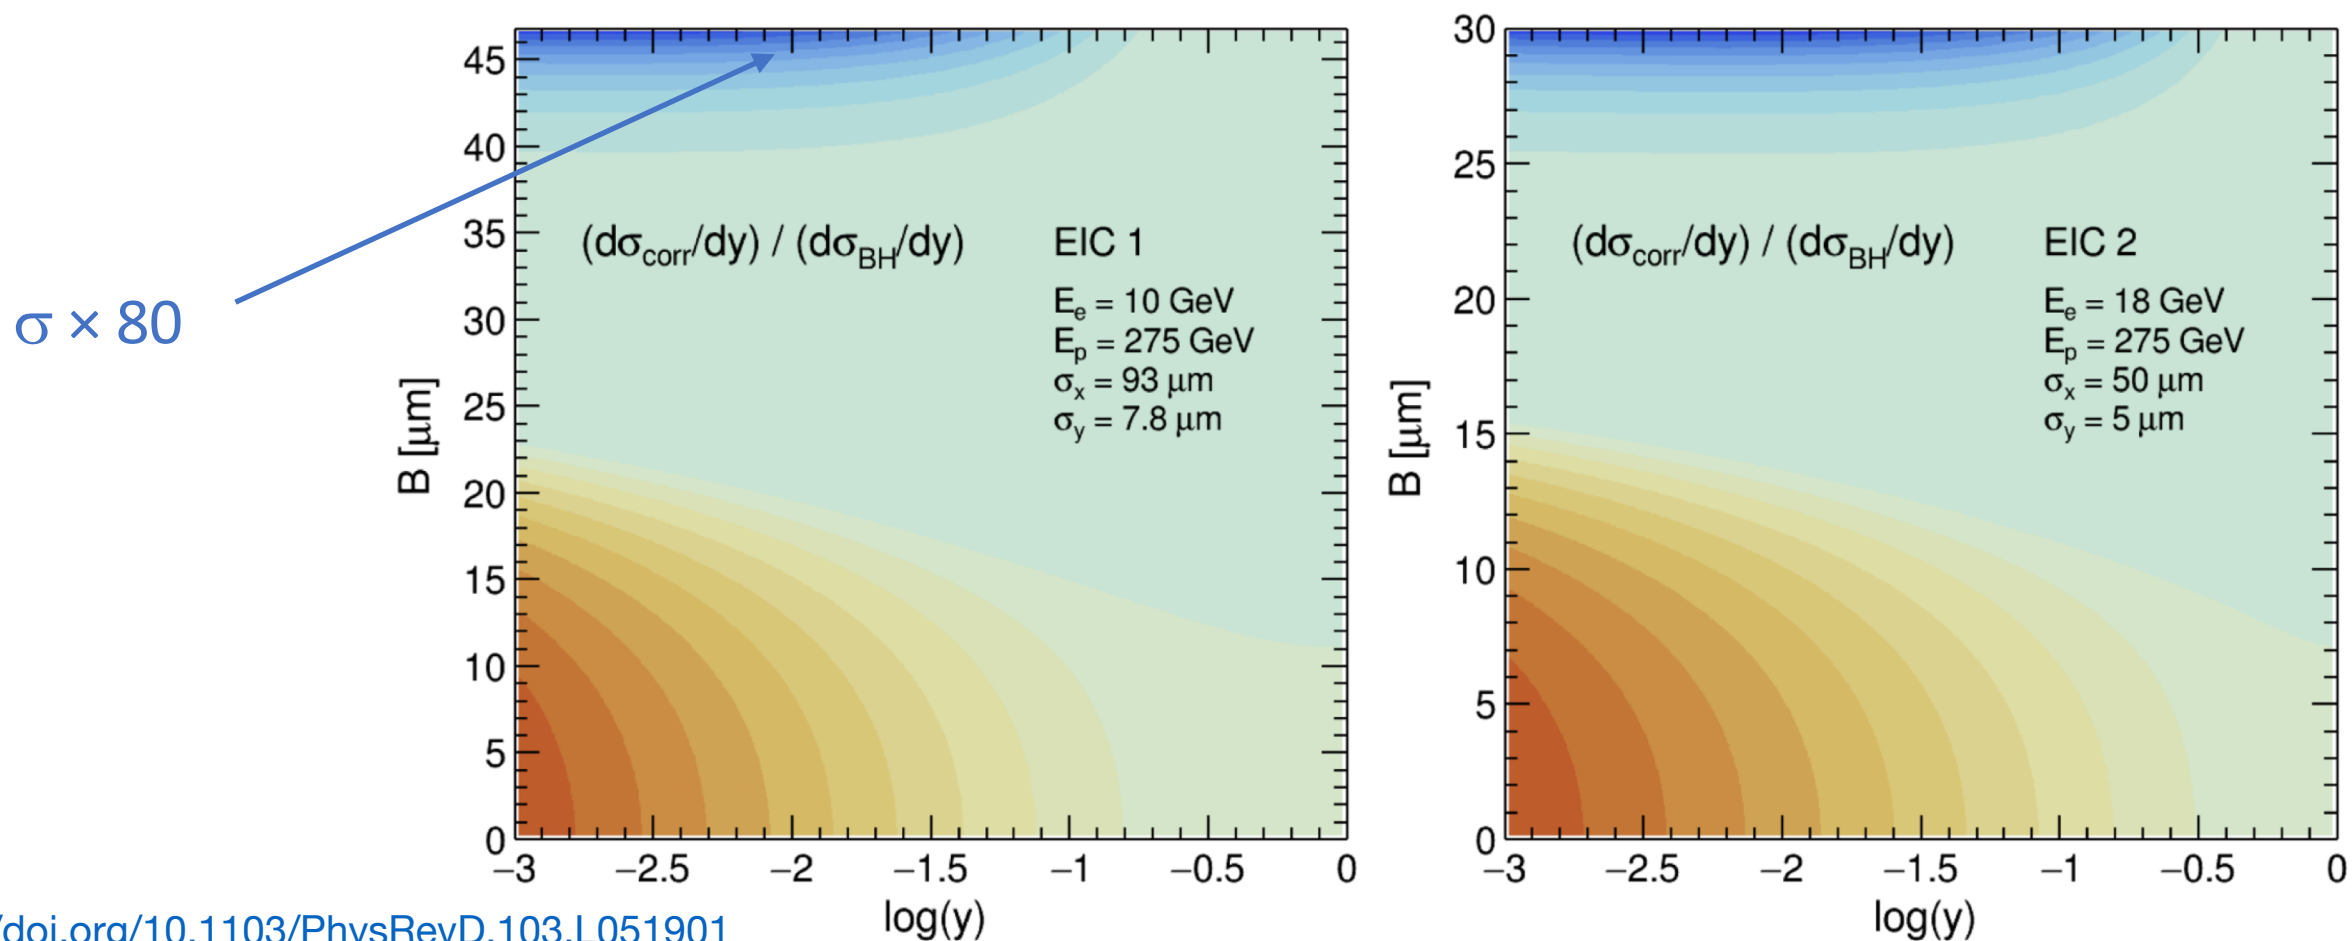 σ × 80
B [μm]
45
40
35
30
25
20
15
10
5
0
(dσcorr/dy) / (dσBH/dy)
EIC 1
Ee = 10 GeV
Ep = 275 GeV
σx = 93 μm
σy = 7.8 μm
−3 −2.5 −2 −1.5 −1 −0.5 0
log(y)
B [μm]
30
25
20
15
10
5
0
(dσcorr/dy) / (dσBH/dy)
EIC 2
Ee = 18 GeV
Ep = 275 GeV
σx = 50 μm
σy = 5 μm
−3 −2.5 −2 −1.5 −1 −0.5 0
log(y)
/doi.org/10.1103/PhysRevD.103.L051901